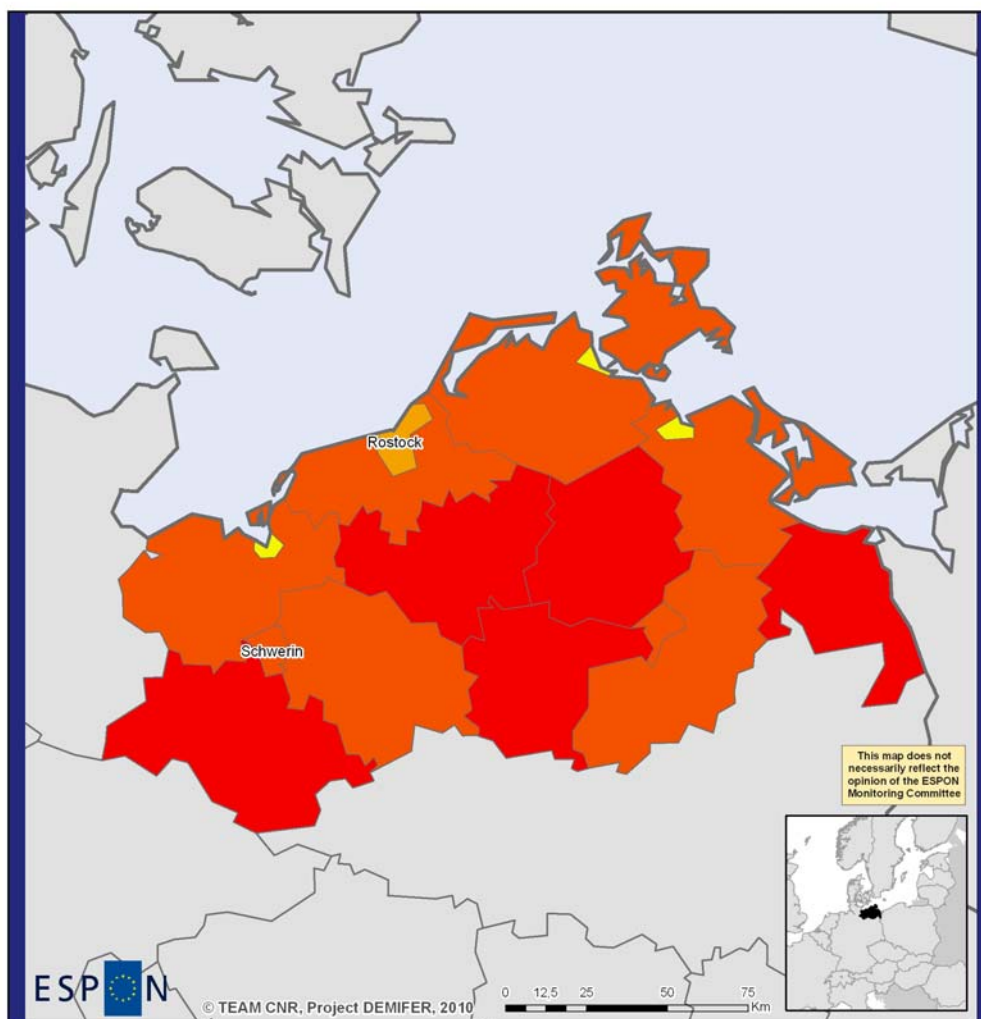 Rostock
Schwerin
This map does not
necessarily reflect the
opinion of the ESPON
Monitoring Committee
ESPON
© TEAM CNR, Project DEMIFER, 2010
0 12,5 25 50 75
Km